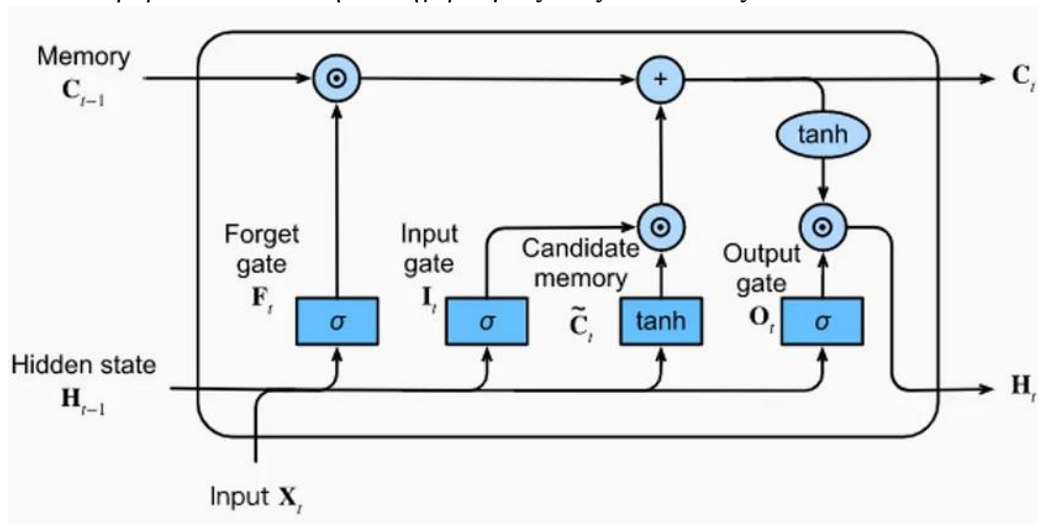 Memory
C_{t-1}
⊙
+
C_t
tanh
⊙
⊙
Forget
gate
F_t
Input
gate
I_t
Candidate
memory
C̃_t
Output
gate
O_t
σ
σ
tanh
σ
Hidden state
H_{t-1}
H_t
Input X_t